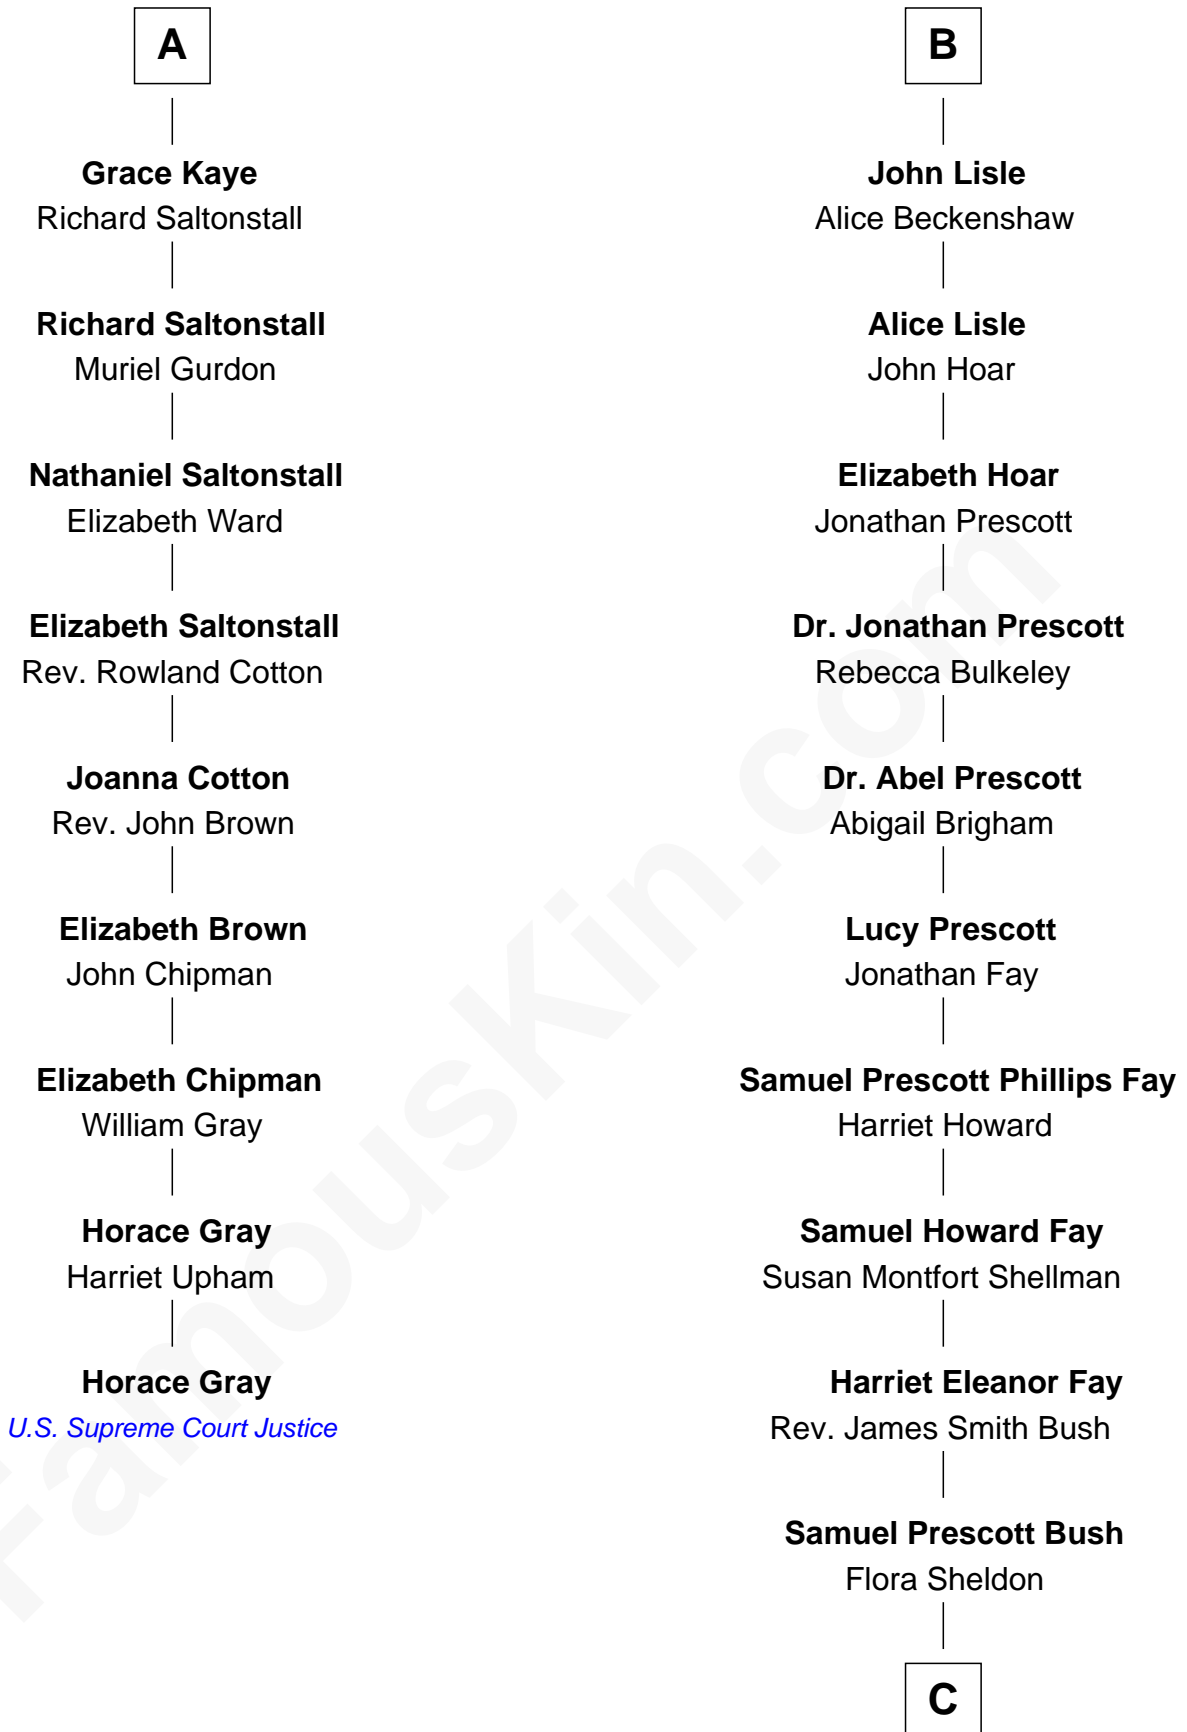 A
Grace Kaye
Richard Saltonstall
Richard Saltonstall
Muriel Gurdon
Nathaniel Saltonstall
Elizabeth Ward
Elizabeth Saltonstall
Rev. Rowland Cotton
Joanna Cotton
Rev. John Brown
Elizabeth Brown
John Chipman
Elizabeth Chipman
William Gray
Horace Gray
Harriet Upham
Horace Gray
U.S. Supreme Court Justice
B
John Lisle
Alice Beckenshaw
Alice Lisle
John Hoar
Elizabeth Hoar
Jonathan Prescott
Dr. Jonathan Prescott
Rebecca Bulkeley
Dr. Abel Prescott
Abigail Brigham
Lucy Prescott
Jonathan Fay
Samuel Prescott Phillips Fay
Harriet Howard
Samuel Howard Fay
Susan Montfort Shellman
Harriet Eleanor Fay
Rev. James Smith Bush
Samuel Prescott Bush
Flora Sheldon
C
FamousKin.com